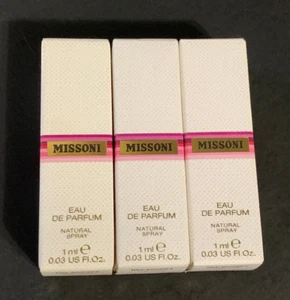 MISSONI
EAU
DE PARFUM
NATURAL
SPRAY
1 ml e
0.03 US Fl.Oz.
MISSONI
EAU
DE PARFUM
NATURAL
SPRAY
1 ml e
0.03 US Fl.Oz.
MISSONI
EAU
DE PARFUM
NATURAL
SPRAY
1 ml e
0.03 US Fl.Oz.